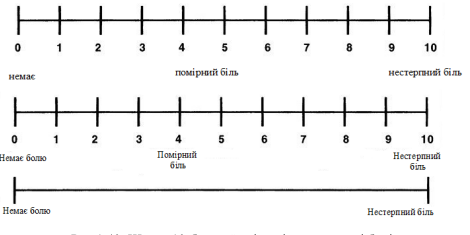 0 1 2 3 4 5 6 7 8 9 10
немає помірний біль нестерпний біль
0 1 2 3 4 5 6 7 8 9 10
Немає болю Помірний біль Нестерпний біль
Немає болю Нестерпний біль